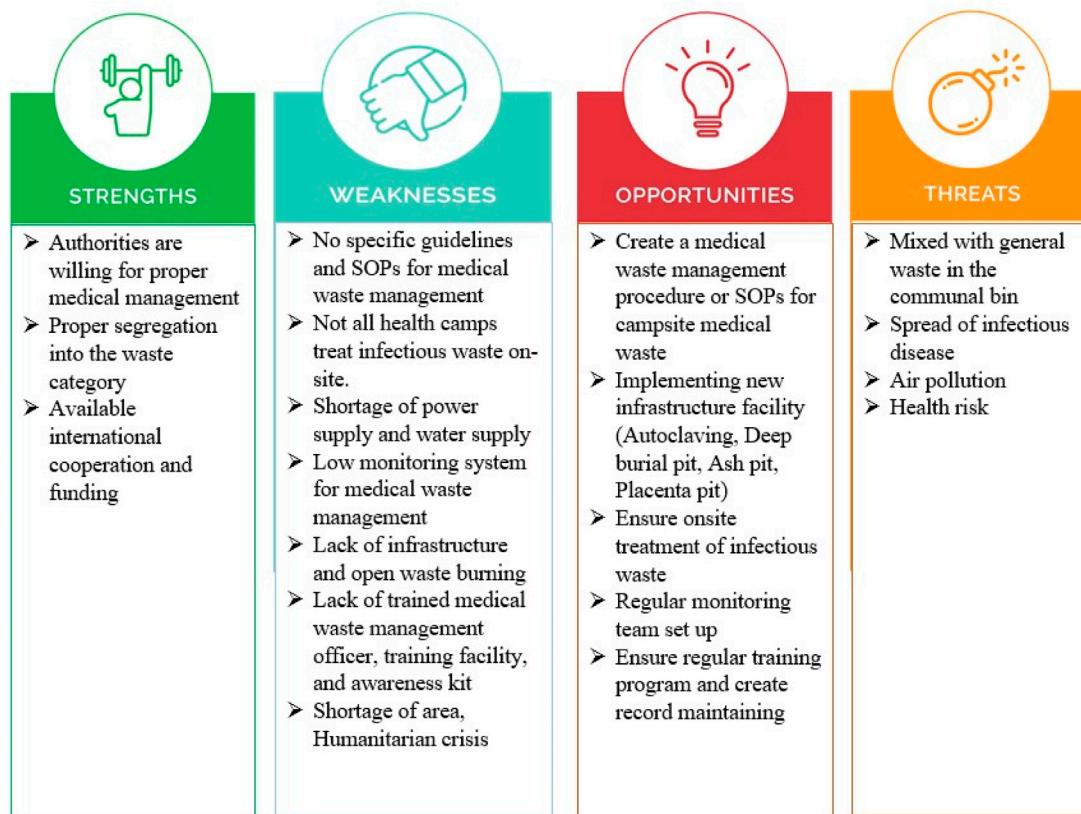 STRENGTHS
➢ Authorities are
willing for proper
medical management
➢ Proper segregation
into the waste
category
➢ Available
international
cooperation and
funding
WEAKNESSES
➢ No specific guidelines
and SOPs for medical
waste management
➢ Not all health camps
treat infectious waste on-
site.
➢ Shortage of power
supply and water supply
➢ Low monitoring system
for medical waste
management
➢ Lack of infrastructure
and open waste burning
➢ Lack of trained medical
waste management
officer, training facility,
and awareness kit
➢ Shortage of area,
Humanitarian crisis
OPPORTUNITIES
➢ Create a medical
waste management
procedure or SOPs for
campsite medical
waste
➢ Implementing new
infrastructure facility
(Autoclaving, Deep
burial pit, Ash pit,
Placenta pit)
➢ Ensure onsite
treatment of infectious
waste
➢ Regular monitoring
team set up
➢ Ensure regular training
program and create
record maintaining
THREATS
➢ Mixed with general
waste in the
communal bin
➢ Spread of infectious
disease
➢ Air pollution
➢ Health risk